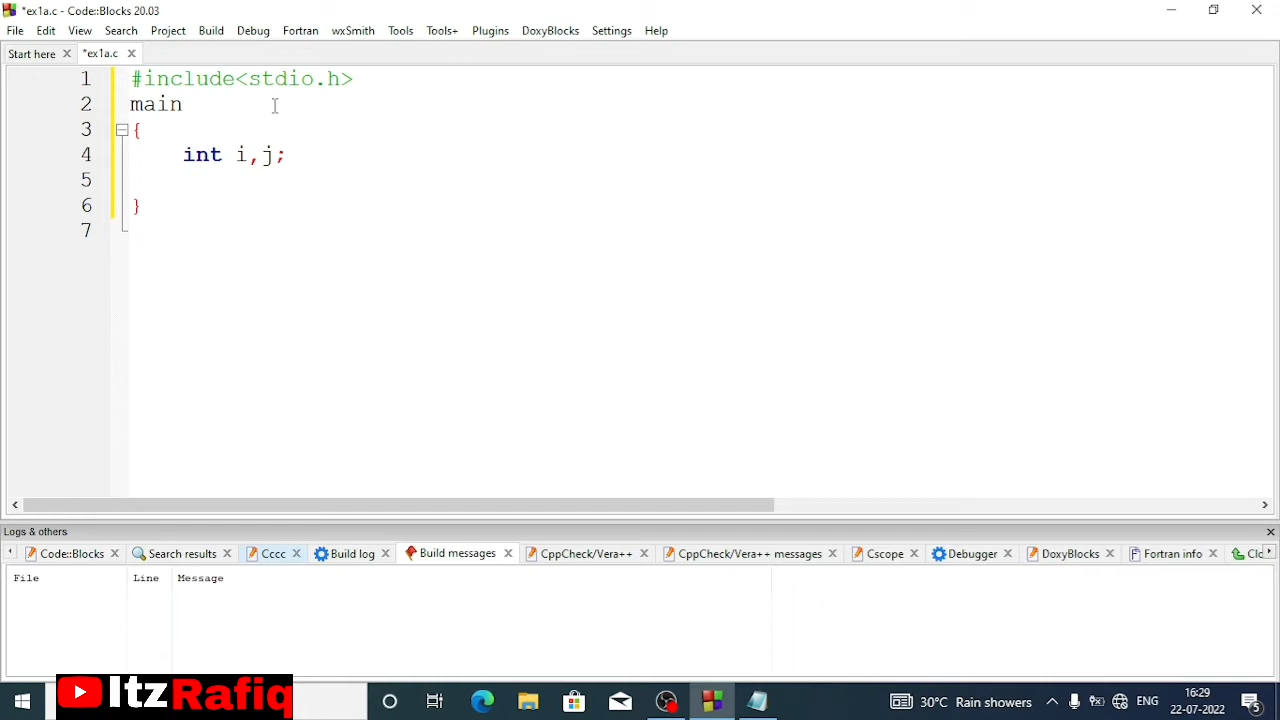 *ex1a.c - Code::Blocks 20.03
File Edit View Search Project Build Debug Fortran wxSmith Tools Tools+ Plugins DoxyBlocks Settings Help
Start here *ex1a.c
1 #include<stdio.h>
2 main
3 {
4 int i,j;
5
6 }
7
Logs & others
Code::Blocks Search results Cccc Build log Build messages CppCheck/Vera++ CppCheck/Vera++ messages Cscope Debugger DoxyBlocks Fortran info Clo
File Line Message
ItzRafiq
30°C Rain showers ENG 16:29
22-07-2022 5